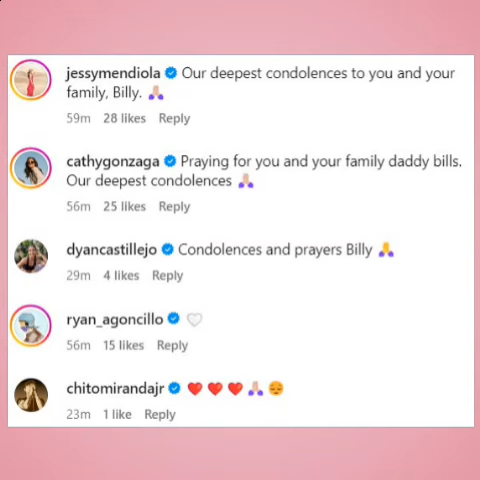 jessymendiola Our deepest condolences to you and your
family, Billy. 🙏🏼
59m 28 likes Reply
cathygonzaga Praying for you and your family daddy bills.
Our deepest condolences 🙏🏼
56m 25 likes Reply
dyancastillejo Condolences and prayers Billy 🙏
29m 4 likes Reply
ryan_agoncillo 🤍
56m 15 likes Reply
chitomirandajr ❤️ ❤️ ❤️ 🙏🏼 😔
23m 1 like Reply